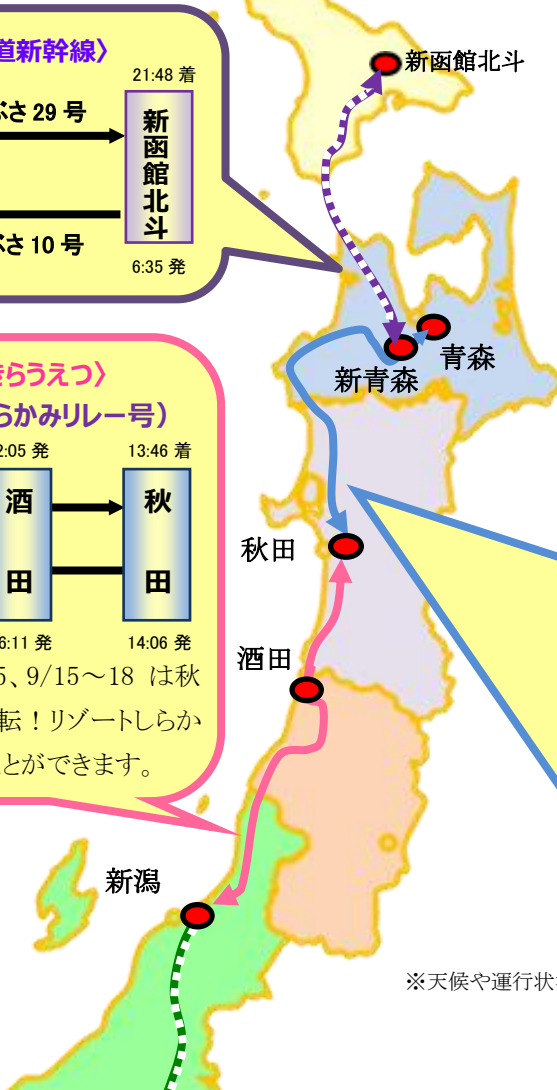 道新幹線〉
21:48 着
ぶさ 29 号
新函館北斗
ぶさ 10 号
6:35 発
新函館北斗
青森
新青森
きらうえつ〉
らかみリレー号）
2:05 発
13:46 着
酒田
秋田
6:11 発
14:06 発
5、9/15～18 は秋
転！リゾートしらか
とができます。
秋田
酒田
新潟
※天候や運行状